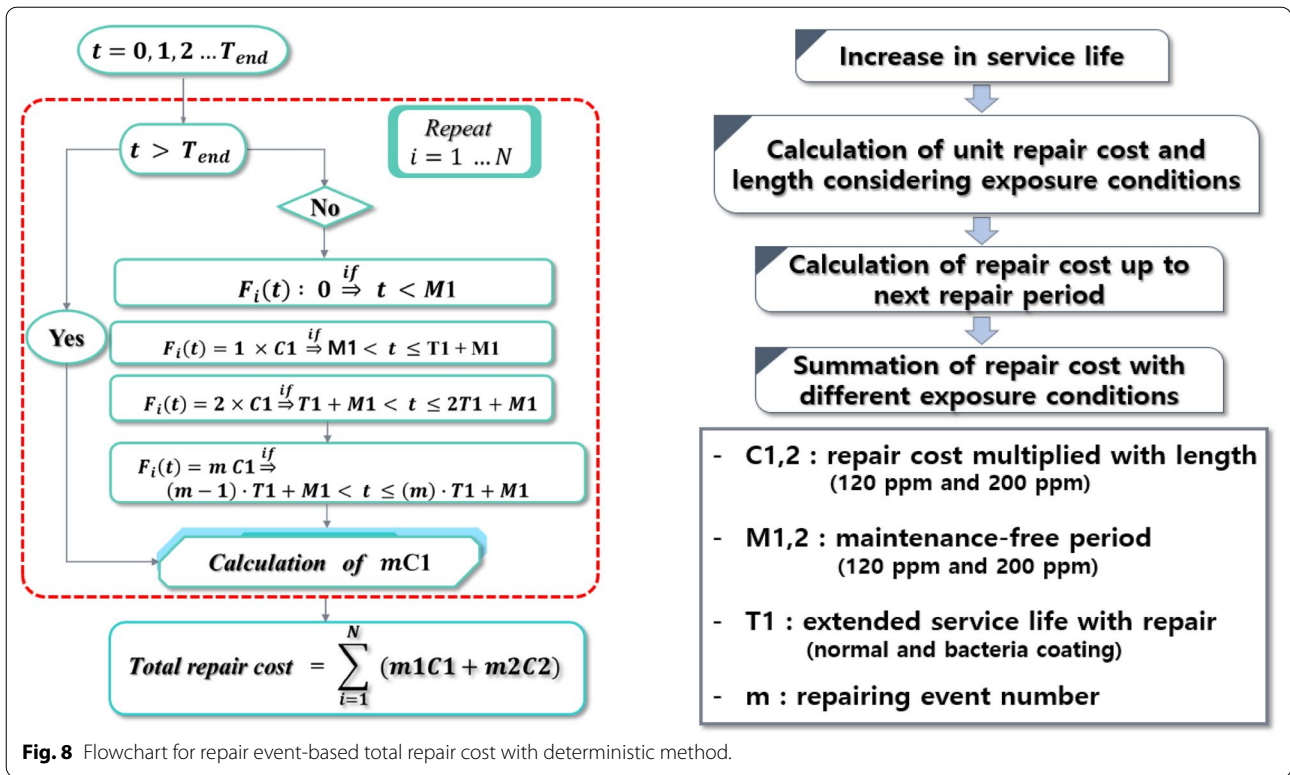 t = 0, 1, 2 ... T_end
t > T_end
Repeat
i = 1 ... N
No
Yes
F_i(t) : 0 if⇒ t < M1
F_i(t) = 1 × C1 if⇒ M1 < t ≤ T1 + M1
F_i(t) = 2 × C1 if⇒ T1 + M1 < t ≤ 2T1 + M1
F_i(t) = m C1 if⇒
(m − 1) · T1 + M1 < t ≤ (m) · T1 + M1
Calculation of mC1
Total repair cost = ∑_{i=1}^{N} (m1C1 + m2C2)
Increase in service life
Calculation of unit repair cost and
length considering exposure conditions
Calculation of repair cost up to
next repair period
Summation of repair cost with
different exposure conditions
- C1,2 : repair cost multiplied with length
(120 ppm and 200 ppm)
- M1,2 : maintenance-free period
(120 ppm and 200 ppm)
- T1 : extended service life with repair
(normal and bacteria coating)
- m : repairing event number
Fig. 8 Flowchart for repair event-based total repair cost with deterministic method.